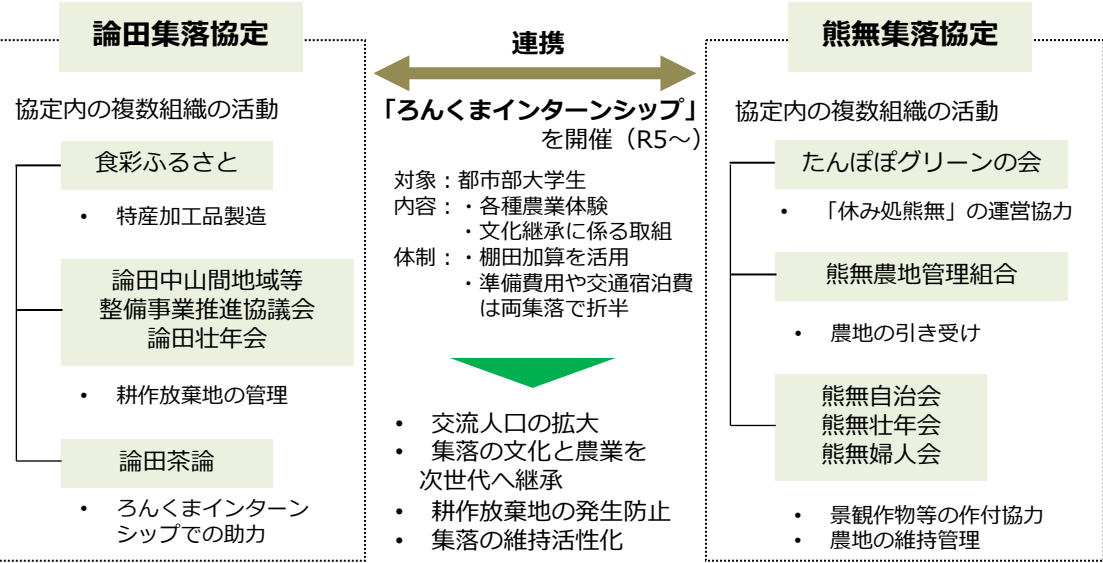 論田集落協定
協定内の複数組織の活動
食彩ふるさと
• 特産加工品製造
論田中山間地域等
整備事業推進協議会
論田壮年会
• 耕作放棄地の管理
論田茶論
• ろんくまインターン
シップでの助力
連携
「ろんくまインターンシップ」
を開催（R5～）
対象：都市部大学生
内容：・各種農業体験
・文化継承に係る取組
体制：・棚田加算を活用
・準備費用や交通宿泊費
は両集落で折半
• 交流人口の拡大
• 集落の文化と農業を
次世代へ継承
• 耕作放棄地の発生防止
• 集落の維持活性化
熊無集落協定
協定内の複数組織の活動
たんぽぽグリーンの会
• 「休み処熊無」の運営協力
熊無農地管理組合
• 農地の引き受け
熊無自治会
熊無壮年会
熊無婦人会
• 景観作物等の作付協力
• 農地の維持管理